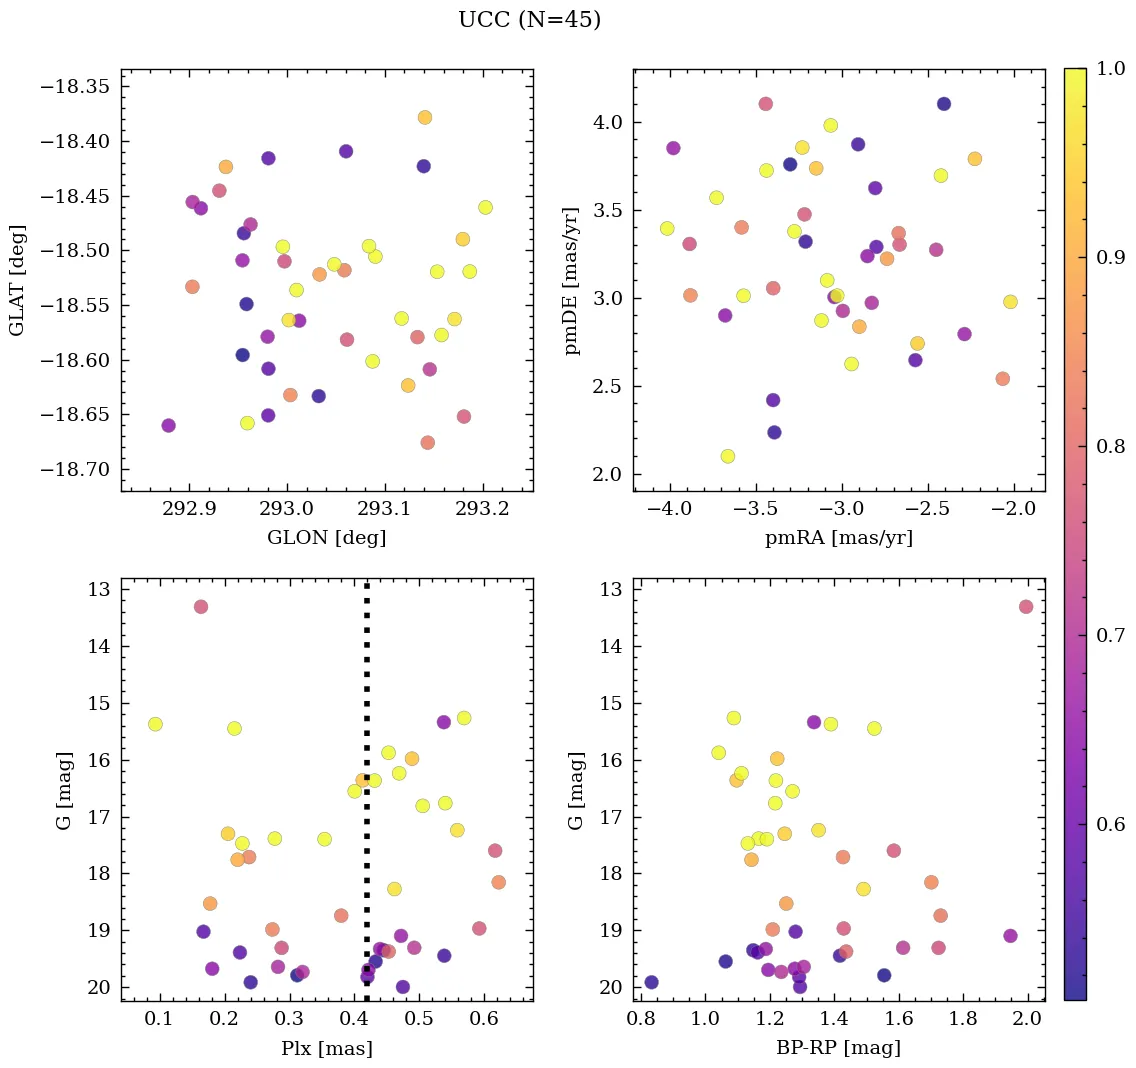 UCC (N=45)
−18.35
−18.40
−18.45
−18.50
−18.55
−18.60
−18.65
−18.70
GLAT [deg]
292.9 293.0 293.1 293.2
GLON [deg]
4.0
3.5
3.0
2.5
2.0
pmDE [mas/yr]
−4.0 −3.5 −3.0 −2.5 −2.0
pmRA [mas/yr]
1.0
0.9
0.8
0.7
0.6
13
14
15
16
17
18
19
20
G [mag]
0.1 0.2 0.3 0.4 0.5 0.6
Plx [mas]
13
14
15
16
17
18
19
20
G [mag]
0.8 1.0 1.2 1.4 1.6 1.8 2.0
BP-RP [mag]